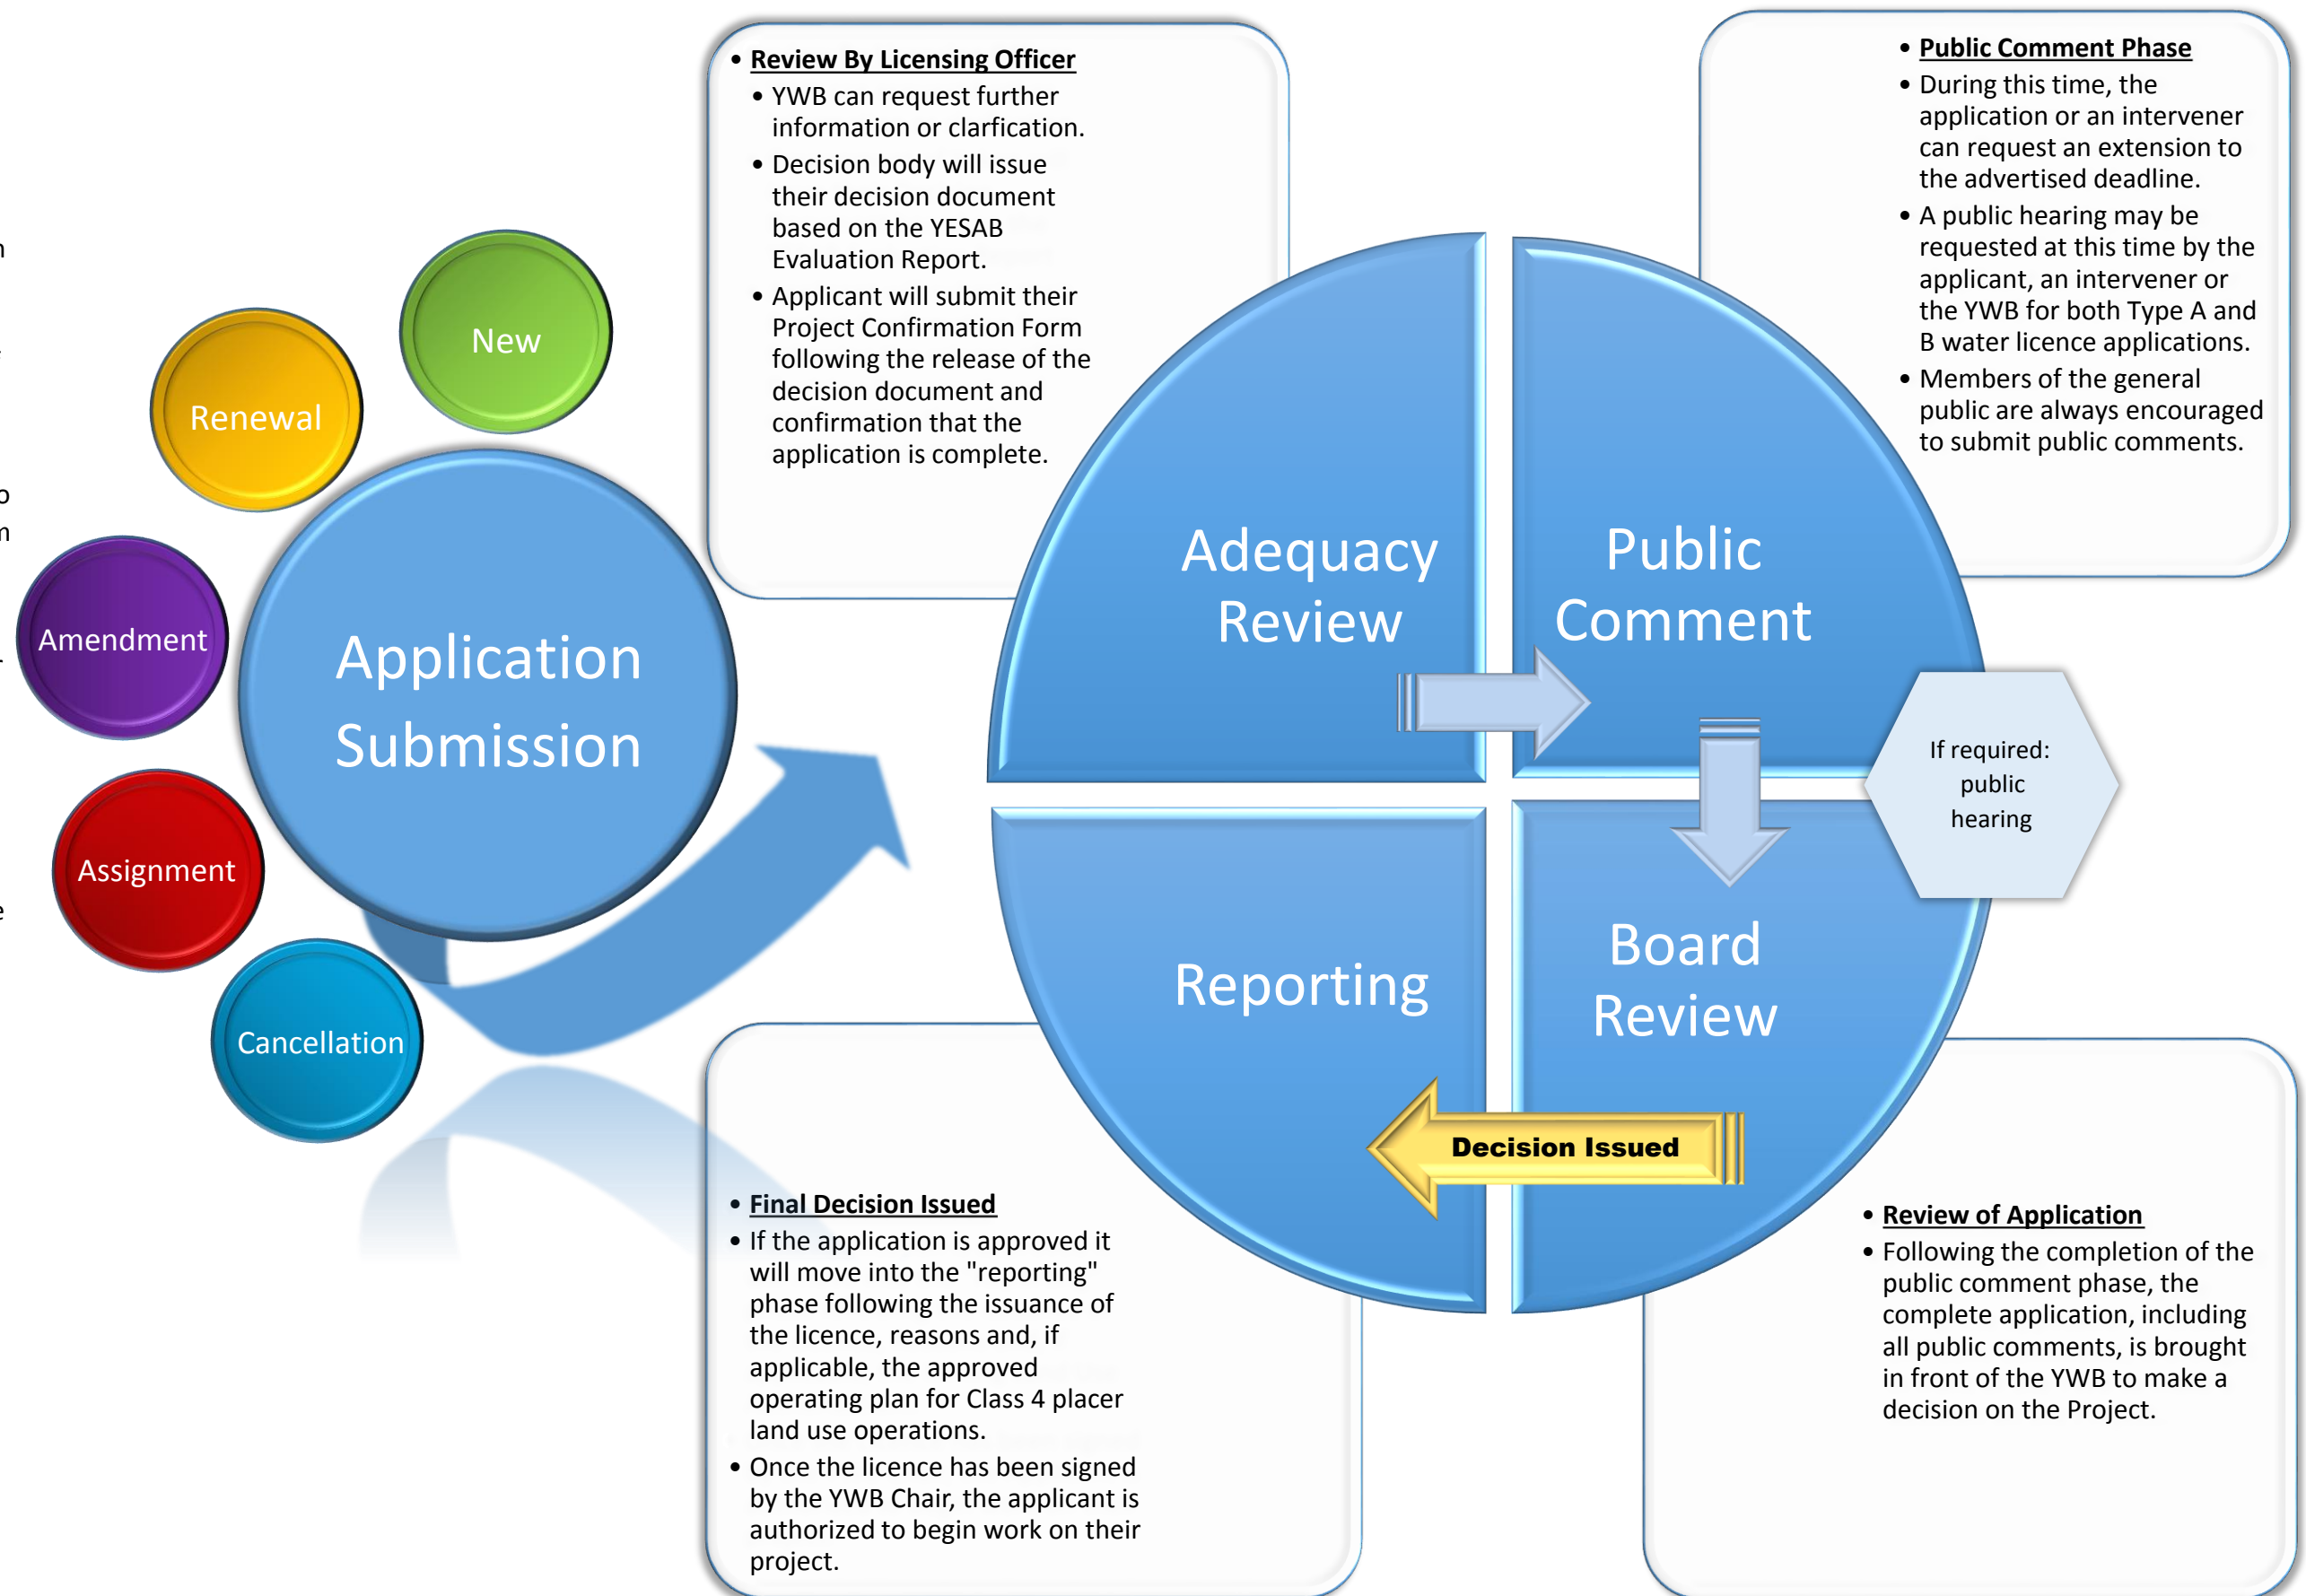 New
Renewal
Amendment
Assignment
Cancellation
Application
Submission
• Review By Licensing Officer
• YWB can request further
information or clarfication.
• Decision body will issue
their decision document
based on the YESAB
Evaluation Report.
• Applicant will submit their
Project Confirmation Form
following the release of the
decision document and
confirmation that the
application is complete.
Adequacy
Review
• Public Comment Phase
• During this time, the
application or an intervener
can request an extension to
the advertised deadline.
• A public hearing may be
requested at this time by the
applicant, an intervener or
the YWB for both Type A and
B water licence applications.
• Members of the general
public are always encouraged
to submit public comments.
Public
Comment
If required:
public
hearing
Board
Review
• Review of Application
• Following the completion of the
public comment phase, the
complete application, including
all public comments, is brought
in front of the YWB to make a
decision on the Project.
Decision Issued
Reporting
• Final Decision Issued
• If the application is approved it
will move into the "reporting"
phase following the issuance of
the licence, reasons and, if
applicable, the approved
operating plan for Class 4 placer
land use operations.
• Once the licence has been signed
by the YWB Chair, the applicant is
authorized to begin work on their
project.